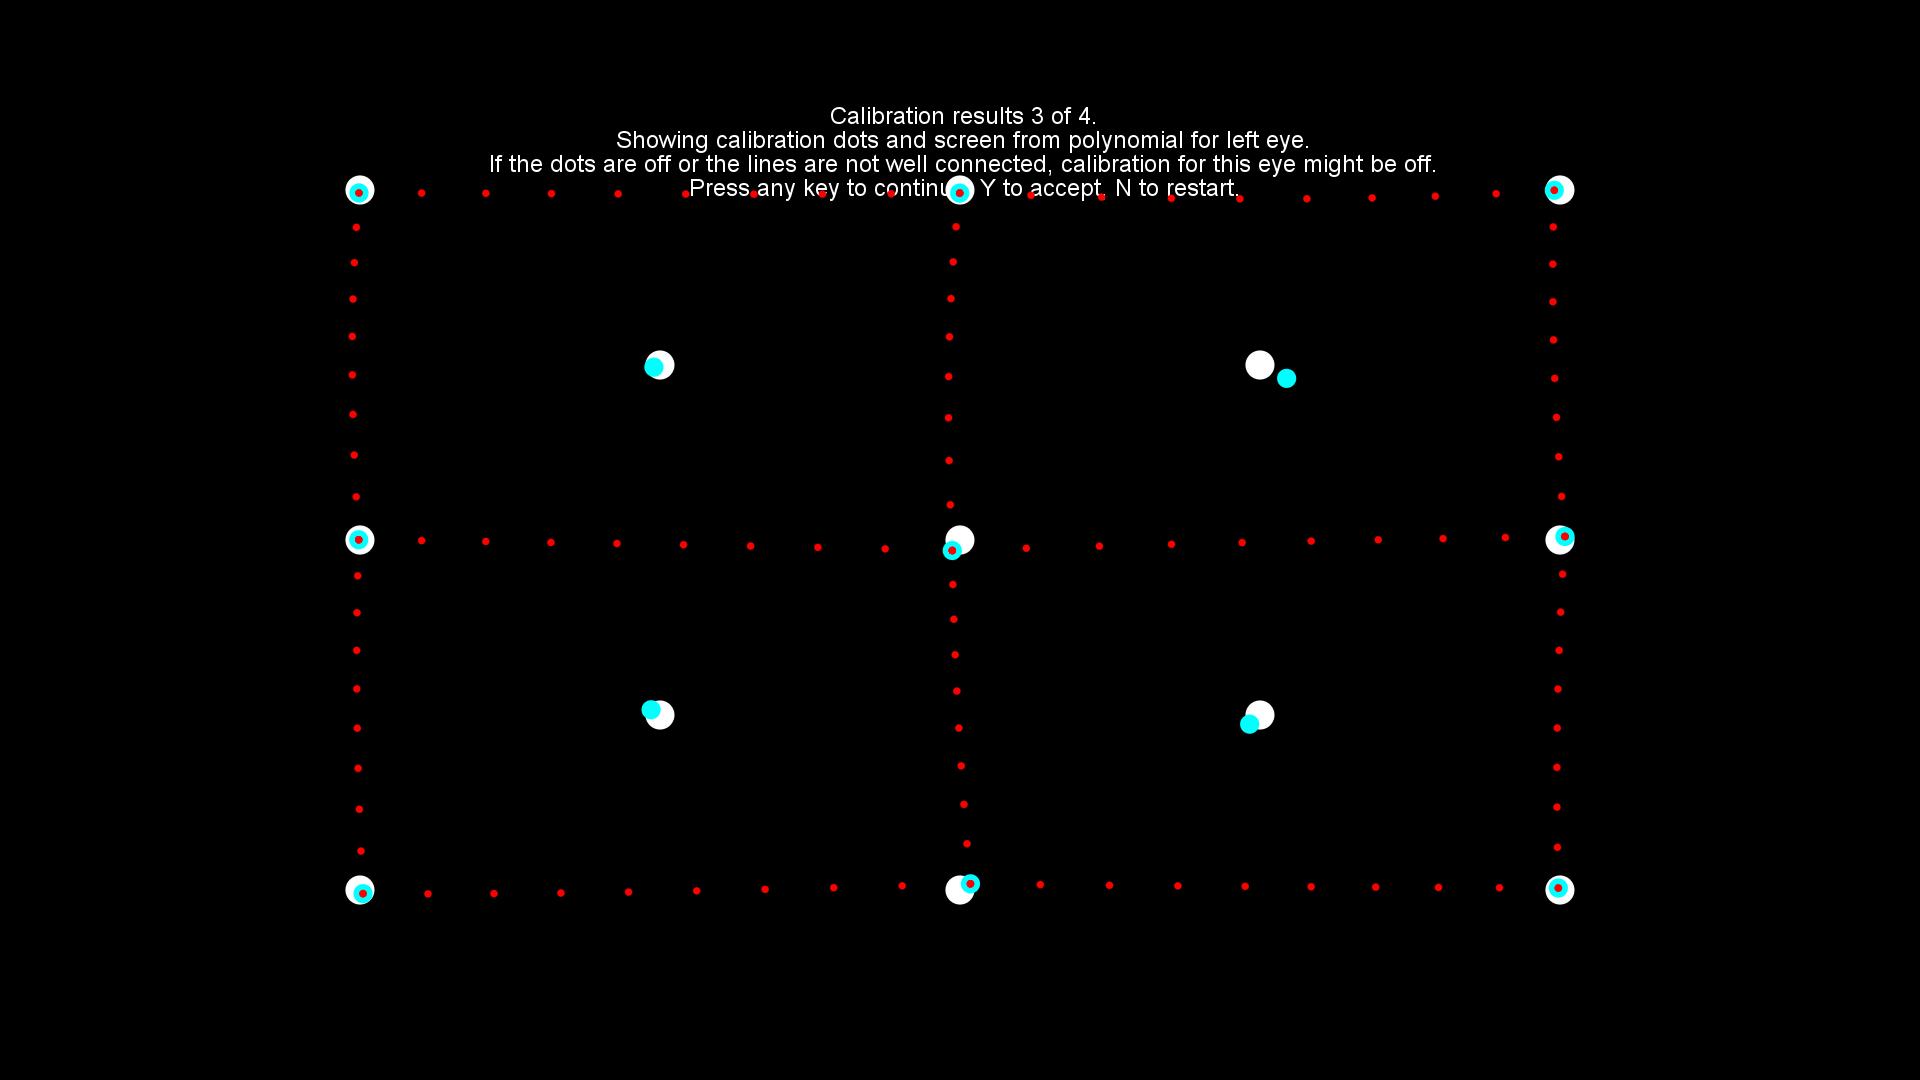 Calibration results 3 of 4.
Showing calibration dots and screen from polynomial for left eye.
If the dots are off or the lines are not well connected, calibration for this eye might be off.
Press any key to continue, Y to accept, N to restart.